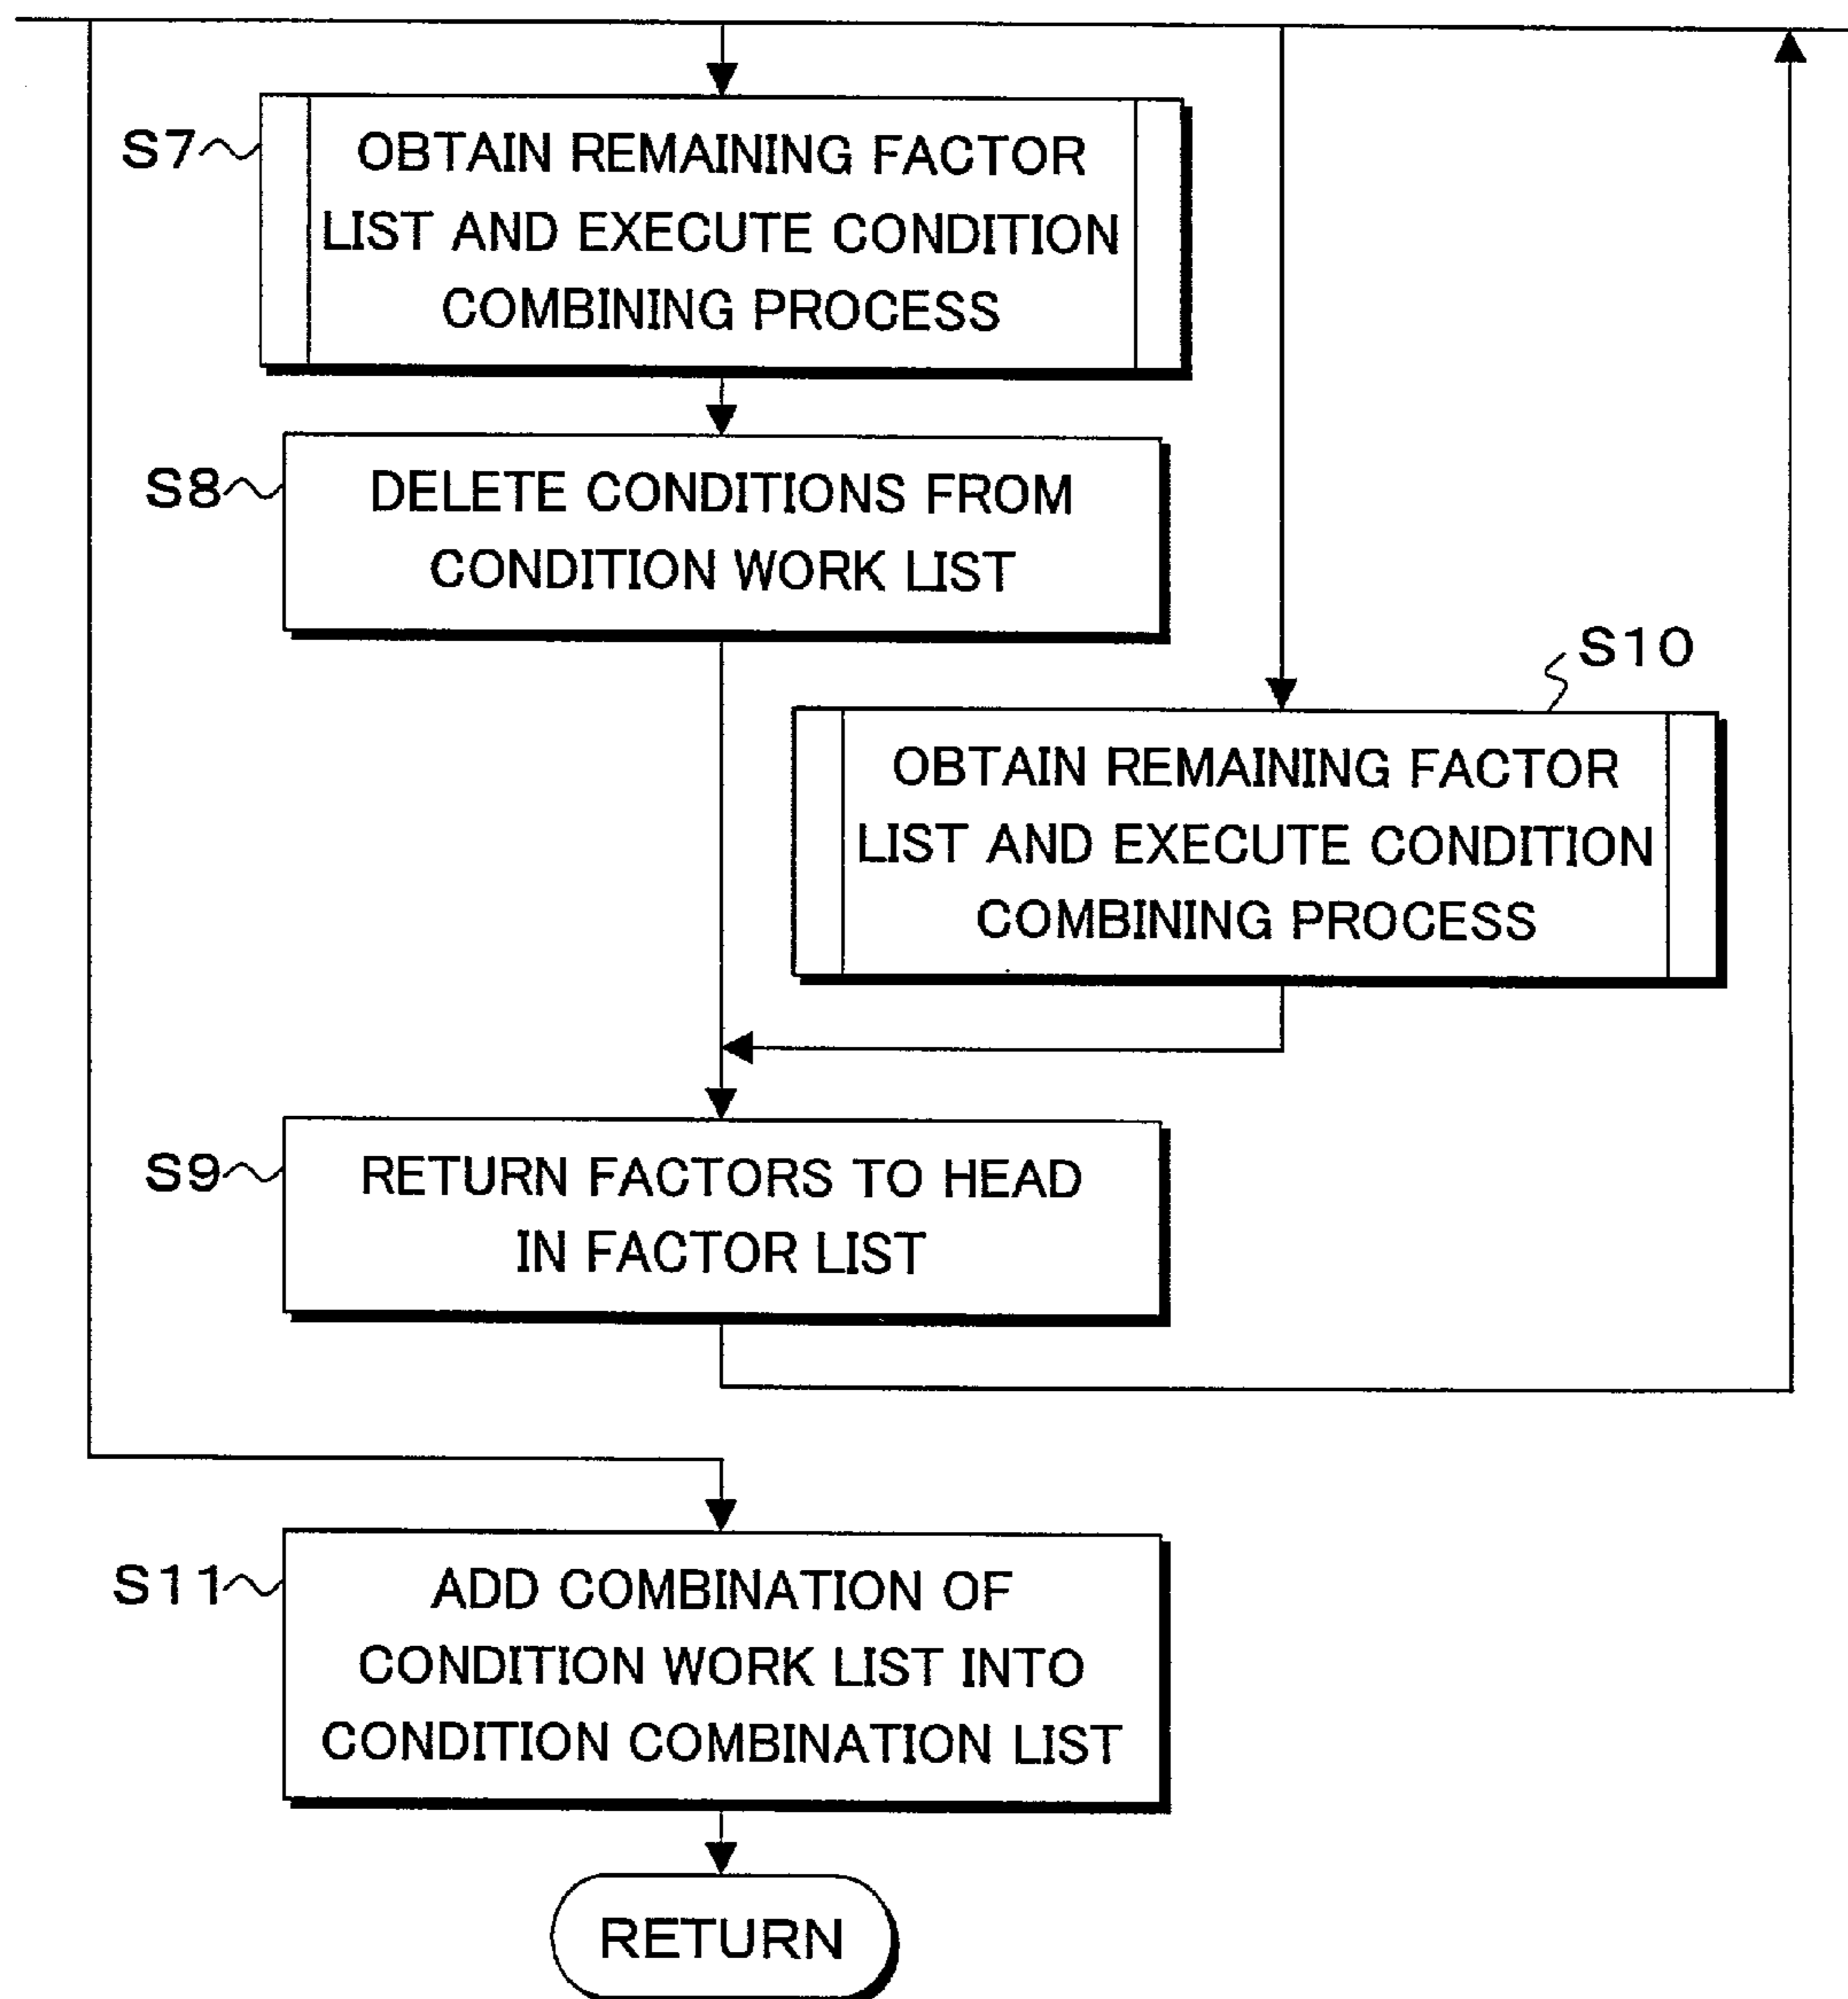 S7
OBTAIN REMAINING FACTOR
LIST AND EXECUTE CONDITION
COMBINING PROCESS
S8
DELETE CONDITIONS FROM
CONDITION WORK LIST
S10
OBTAIN REMAINING FACTOR
LIST AND EXECUTE CONDITION
COMBINING PROCESS
S9
RETURN FACTORS TO HEAD
IN FACTOR LIST
S11
ADD COMBINATION OF
CONDITION WORK LIST INTO
CONDITION COMBINATION LIST
RETURN